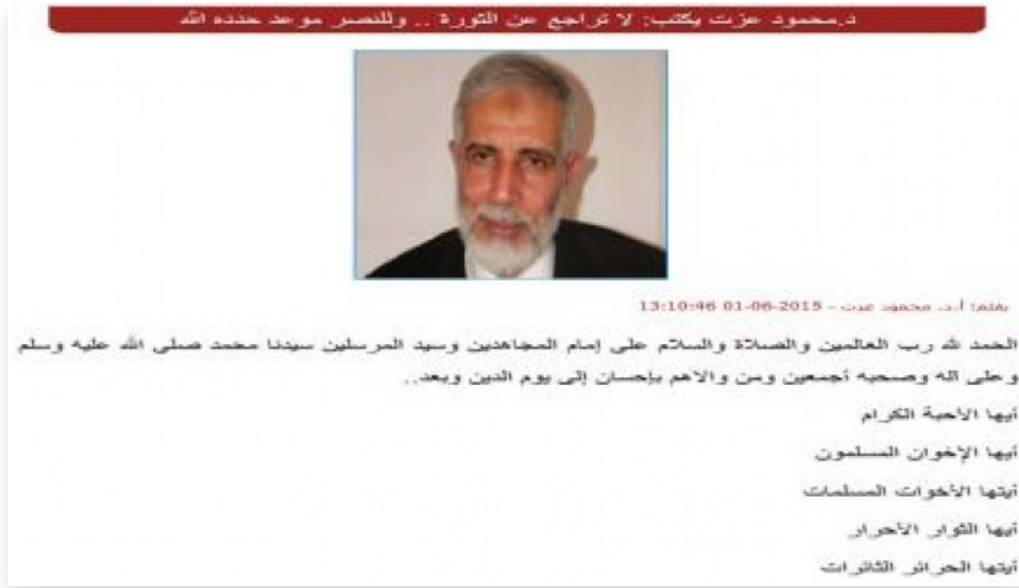 د.محمود عزت يكتب: لا تراجع عن الثورة .. وللنصر موعد حدده الله
بقلم: أ.د. محمود عزت - 2015-06-01 13:10:46
الحمد لله رب العالمين والصلاة والسلام على إمام المجاهدين وسيد المرسلين سيدنا محمد صلى الله عليه وسلم
وعلى آله وصحبه أجمعين ومن والاهم بإحسان إلى يوم الدين وبعد..
أيها الأحبة الكرام
أيها الإخوان المسلمون
أيتها الأخوات المسلمات
أيها الثوار الأحرار
أيتها الحرائر الثائرات